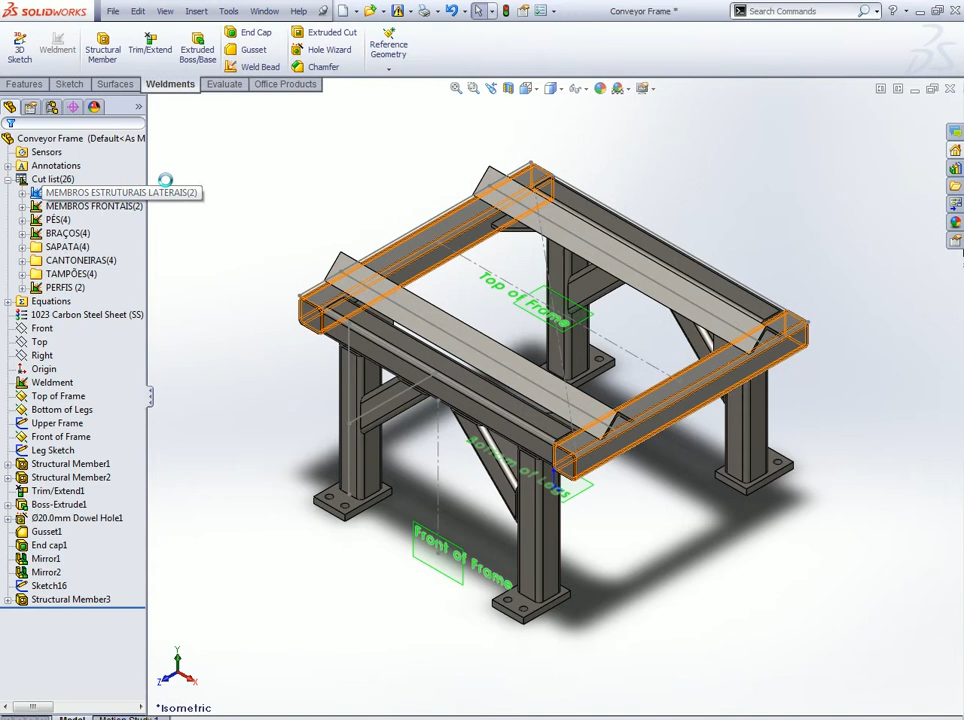 SOLIDWORKS
File Edit View Insert Tools Window Help
Conveyor Frame *
Search Commands
3D Sketch
Weldment
Structural Member
Trim/Extend
Extruded Boss/Base
End Cap
Gusset
Weld Bead
Extruded Cut
Hole Wizard
Chamfer
Reference Geometry
Features Sketch Surfaces Weldments Evaluate Office Products
Conveyor Frame (Default<As M
Sensors
Annotations
Cut list(26)
MEMBROS ESTRUTURAIS LATERAIS(2)
MEMBROS FRONTAIS(2)
PÉS(4)
BRAÇOS(4)
SAPATA(4)
CANTONEIRAS(4)
TAMPÕES(4)
PERFIS (2)
Equations
1023 Carbon Steel Sheet (SS)
Front
Top
Right
Origin
Weldment
Top of Frame
Bottom of Legs
Upper Frame
Front of Frame
Leg Sketch
Structural Member1
Structural Member2
Trim/Extend1
Boss-Extrude1
Ø20.0mm Dowel Hole1
Gusset1
End cap1
Mirror1
Mirror2
Sketch16
Structural Member3
Top of Frame
Bottom of Legs
Front of Frame
Y
Z
X
*Isometric
Model Motion Study 1